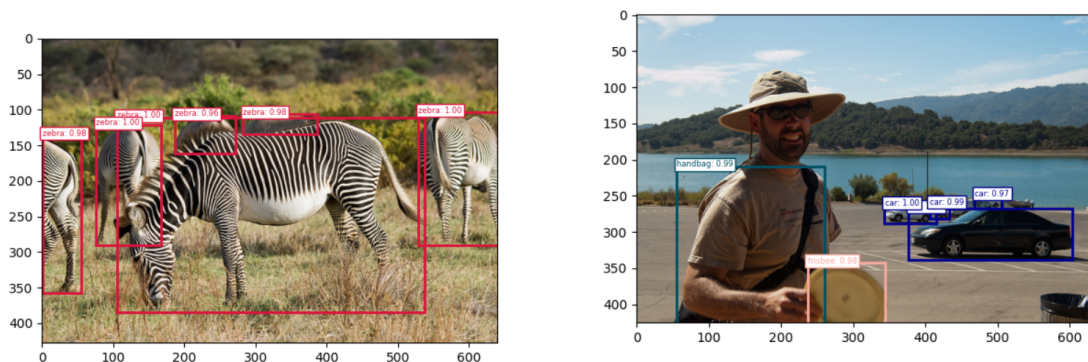 0
50
100
150
200
250
300
350
400
0 100 200 300 400 500 600
zebra: 0.98
zebra: 1.00
zebra: 1.00
zebra: 0.96
zebra: 0.98
zebra: 1.00
0
50
100
150
200
250
300
350
400
0 100 200 300 400 500 600
handbag: 0.99
car: 1.00
car: 0.99
car: 0.97
frisbee: 0.98